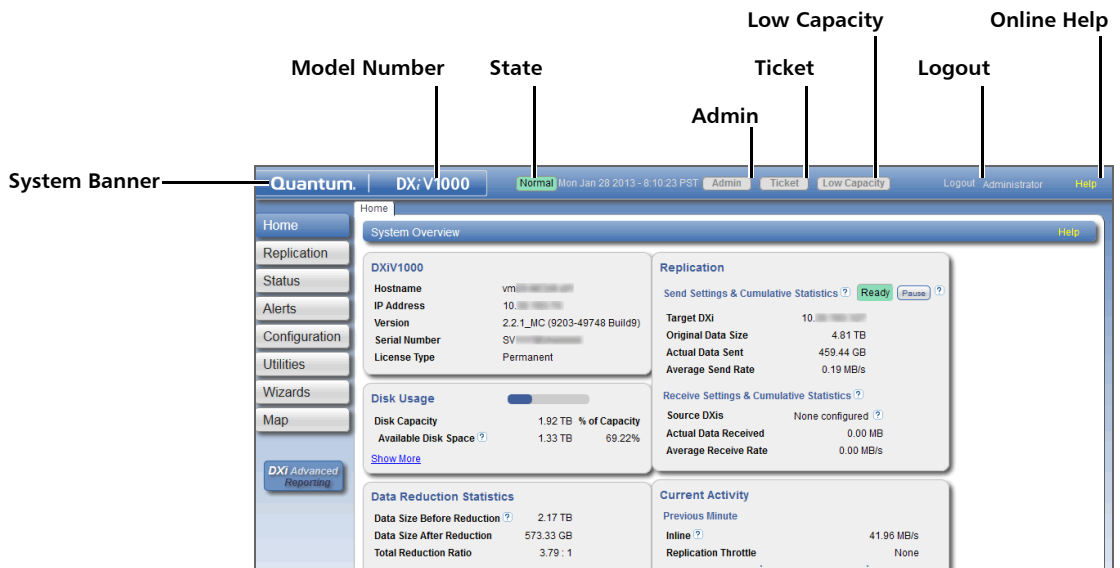 Low Capacity
Online Help
Model Number
State
Ticket
Logout
Admin
System Banner
Quantum.
DXi V1000
Normal Mon Jan 28 2013 - 8:10:23 PST
Admin
Ticket
Low Capacity
Logout Administrator
Help
Home
Replication
Status
Alerts
Configuration
Utilities
Wizards
Map
DXi Advanced
Reporting
Home
System Overview
Help
DXiV1000
Hostname vm
IP Address 10.
Version 2.2.1_MC (9203-49748 Build9)
Serial Number SV
License Type Permanent
Disk Usage
Disk Capacity 1.92 TB % of Capacity
Available Disk Space ? 1.33 TB 69.22%
Show More
Data Reduction Statistics
Data Size Before Reduction ? 2.17 TB
Data Size After Reduction 573.33 GB
Total Reduction Ratio 3.79 : 1
Replication
Send Settings & Cumulative Statistics ? Ready Pause ?
Target DXi 10.
Original Data Size 4.81 TB
Actual Data Sent 459.44 GB
Average Send Rate 0.19 MB/s
Receive Settings & Cumulative Statistics ?
Source DXis None configured ?
Actual Data Received 0.00 MB
Average Receive Rate 0.00 MB/s
Current Activity
Previous Minute
Inline ? 41.96 MB/s
Replication Throttle None